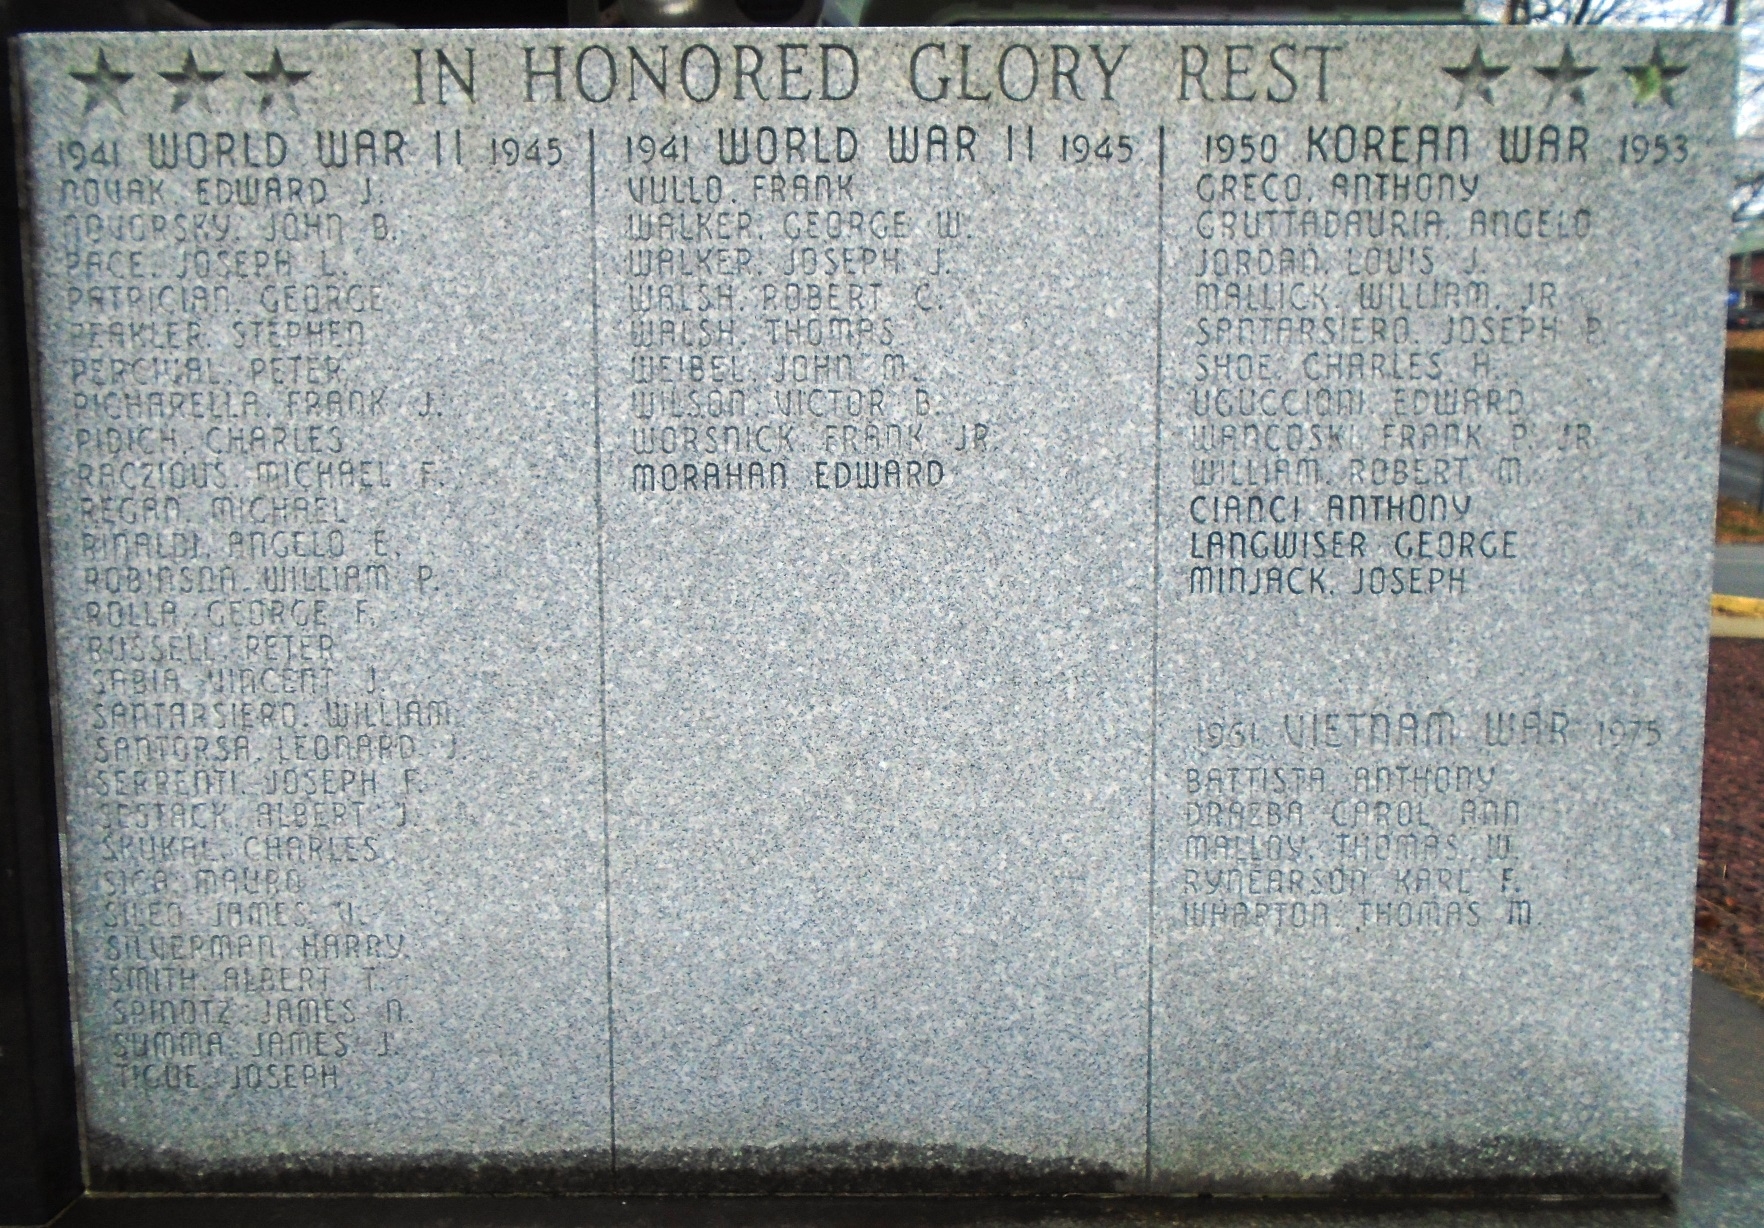 IN HONORED GLORY REST
1941 WORLD WAR II 1945
NOVAK, EDWARD J.
NOVORSKY, JOHN B.
PACE, JOSEPH L.
PATRICIAN, GEORGE
PEAKLER, STEPHEN
PERCIVAL, PETER
PICHARELLA, FRANK J.
PIDICH, CHARLES
RACZIOUS, MICHAEL F.
REGAN, MICHAEL
RINALDI, ANGELO E.
ROBINSON, WILLIAM P.
ROLLA, GEORGE F.
RUSSELL, PETER
SABIA, VINCENT J.
SANTARSIERO, WILLIAM
SANTORSA, LEONARD J.
SERRENTI, JOSEPH F.
SESTACK, ALBERT J.
CHARLES
SICA, MAURO
SILEO, JAMES V.
SILVERMAN, HARRY
SMITH, ALBERT T.
SPINOTZ, JAMES N.
SUMMA, JAMES J.
TIGUE, JOSEPH
1941 WORLD WAR II 1945
VULLO, FRANK
WALKER, GEORGE W.
WALKER, JOSEPH J.
WALSH, ROBERT C.
WALSH, THOMAS
WEIBEL, JOHN M.
WILSON, VICTOR B.
WORSNICK, FRANK, JR.
MORAHAN EDWARD
1950 KOREAN WAR 1953
GRECO, ANTHONY
GRUTTADAURIA, ANGELO
JORDAN, LOUIS J.
MALLICK, WILLIAM, JR.
SANTARSIERO, JOSEPH P.
SHOE, CHARLES H.
UGUCCIONI, EDWARD
WANCOSKI, FRANK P. JR.
WILLIAM, ROBERT M.
CIANCI ANTHONY
LANGWISER GEORGE
MINJACK, JOSEPH
1961 VIETNAM WAR 1975
BATTISTA, ANTHONY
DRAZBA, CAROL ANN
MALLOY, THOMAS W.
RYNEARSON, KARL F.
WHARTON, THOMAS M.